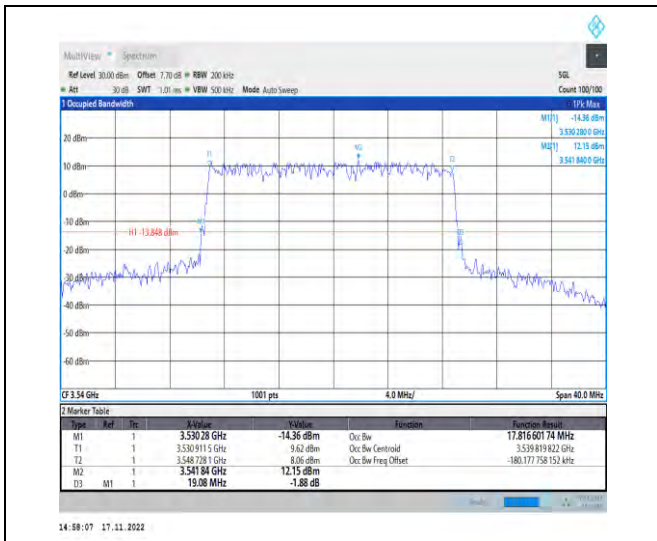 MultiView Spectrum
Ref Level 30.00 dBm Offset 7.70 dB RBW 200 kHz SGL
Att 30 dB SWT 1.01 ms VBW 500 kHz Mode Auto Sweep Count 100/100
1 Occupied Bandwidth 1Pk Max
M1[1] -14.36 dBm
3.530 280 0 GHz
M2[1] 12.15 dBm
3.541 840 0 GHz
20 dBm
T1 M2 T2
10 dBm
0 dBm
-10 dBm
H1 -13.848 dBm
-20 dBm
-30 dBm
-40 dBm
-50 dBm
-60 dBm
CF 3.54 GHz 1001 pts 4.0 MHz/ Span 40.0 MHz
2 Marker Table
Type Ref Trc X-Value Y-Value Function Function Result
M1 1 3.530 28 GHz -14.36 dBm Occ Bw 17.816 601 74 MHz
T1 1 3.530 911 5 GHz 9.62 dBm Occ Bw Centroid 3.539 819 822 GHz
T2 1 3.548 728 1 GHz 8.06 dBm Occ Bw Freq Offset -180.177 758 152 kHz
M2 1 3.541 84 GHz 12.15 dBm
D3 M1 1 19.08 MHz -1.88 dB
14:58:07 17.11.2022